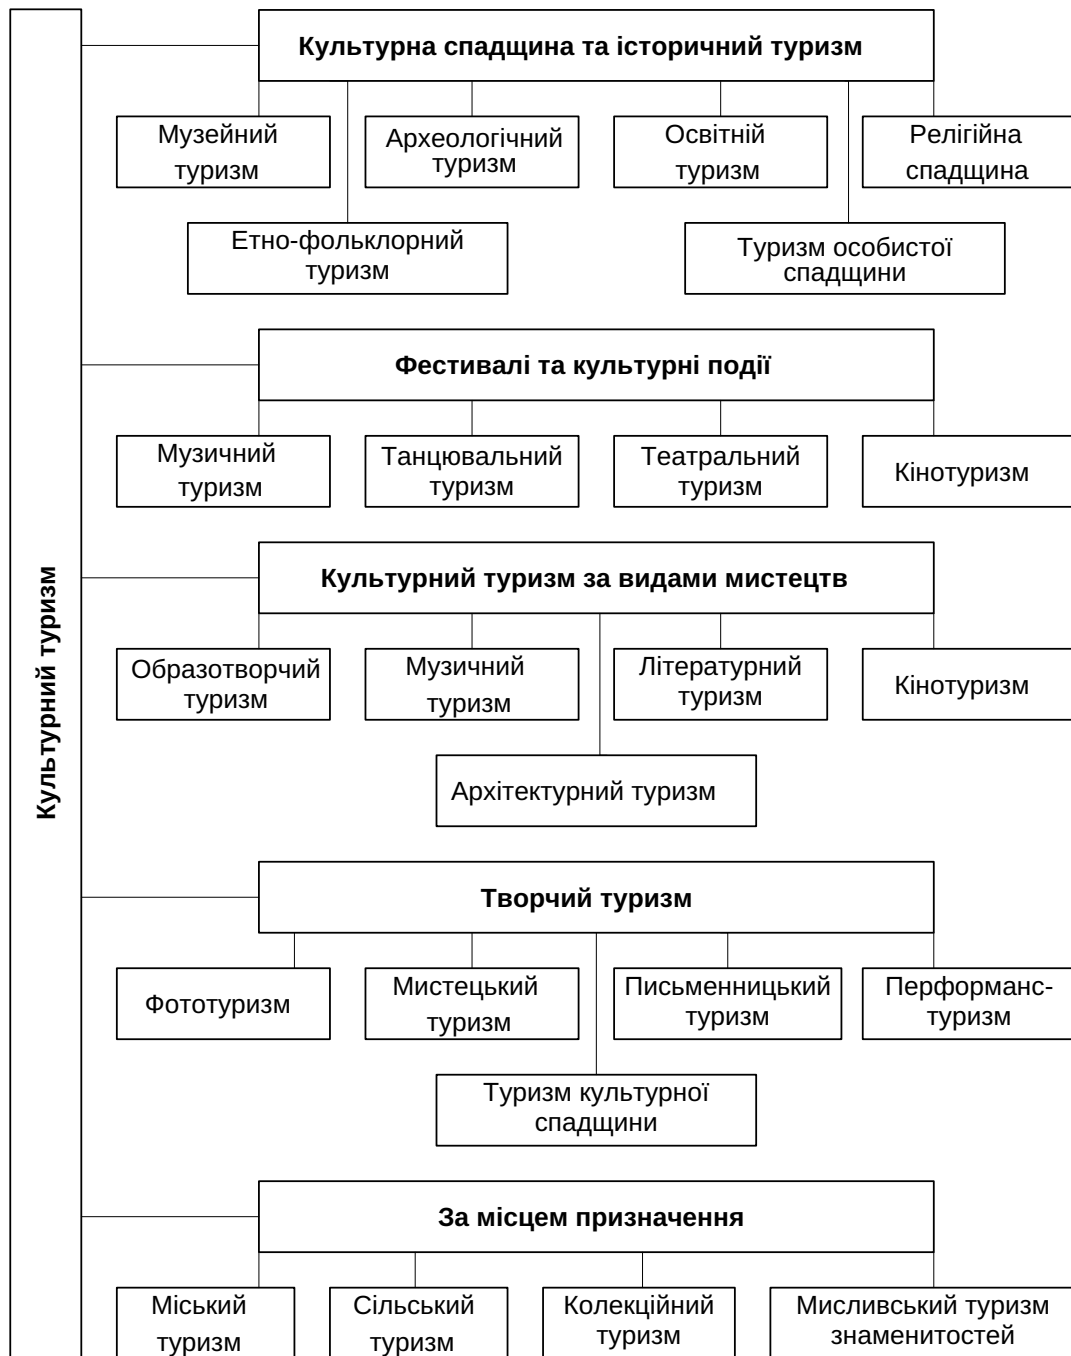 Культурний туризм
Культурна спадщина та історичний туризм
Музейний
туризм
Археологічний
туризм
Освітній
туризм
Релігійна
спадщина
Етно-фольклорний
туризм
Туризм особистої
спадщини
Фестивалі та культурні події
Музичний
туризм
Танцювальний
туризм
Театральний
туризм
Кінотуризм
Культурний туризм за видами мистецтв
Образотворчий
туризм
Музичний
туризм
Літературний
туризм
Кінотуризм
Архітектурний туризм
Творчий туризм
Фототуризм
Мистецький
туризм
Письменницький
туризм
Перформанс-
туризм
Туризм культурної
спадщини
За місцем призначення
Міський
туризм
Сільський
туризм
Колекційний
туризм
Мисливський туризм
знаменитостей